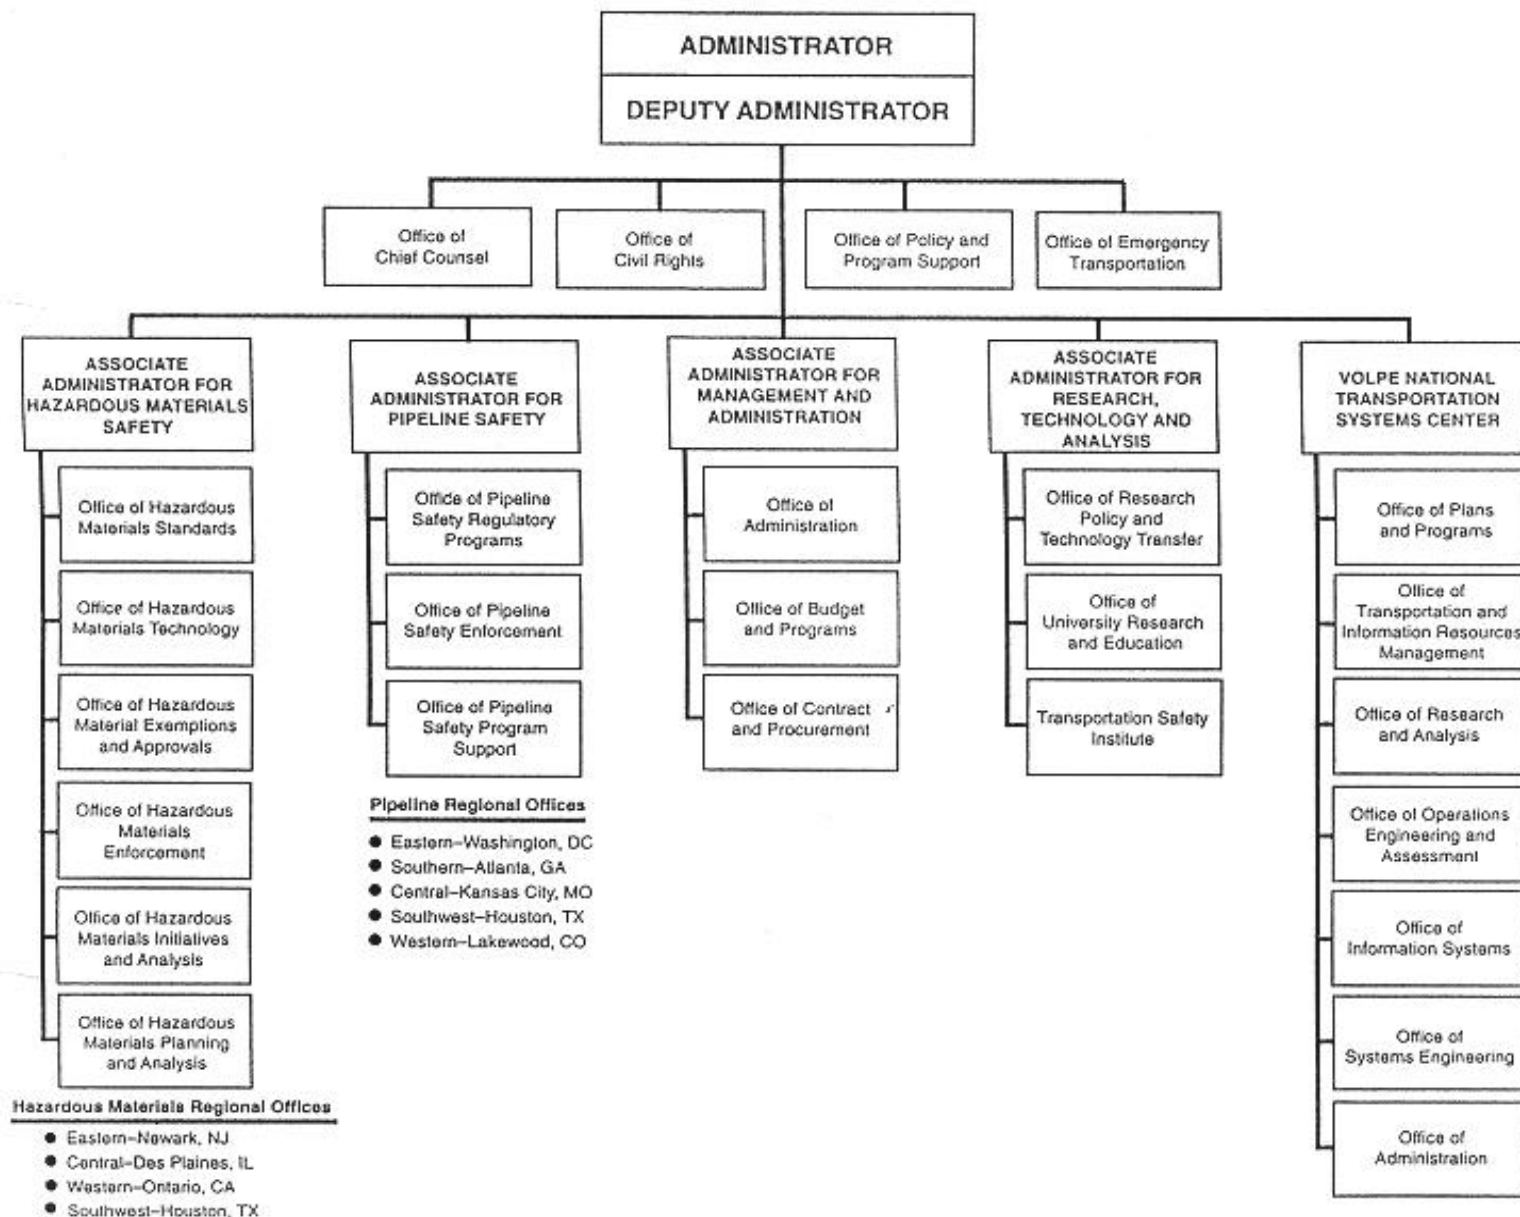 ADMINISTRATOR
DEPUTY ADMINISTRATOR
Office of
Chief Counsel
Office of
Civil Rights
Office of Policy and
Program Support
Office of Emergency
Transportation
ASSOCIATE
ADMINISTRATOR FOR
HAZARDOUS MATERIALS
SAFETY
Office of Hazardous
Materials Standards
Office of Hazardous
Materials Technology
Office of Hazardous
Material Exemptions
and Approvals
Office of Hazardous
Materials
Enforcement
Office of Hazardous
Materials Initiatives
and Analysis
Office of Hazardous
Materials Planning
and Analysis
Hazardous Materials Regional Offices
● Eastern–Newark, NJ
● Central–Des Plaines, IL
● Western–Ontario, CA
● Southwest–Houston, TX
ASSOCIATE
ADMINISTRATOR FOR
PIPELINE SAFETY
Office of Pipeline
Safety Regulatory
Programs
Office of Pipeline
Safety Enforcement
Office of Pipeline
Safety Program
Support
Pipeline Regional Offices
● Eastern–Washington, DC
● Southern–Atlanta, GA
● Central–Kansas City, MO
● Southwest–Houston, TX
● Western–Lakewood, CO
ASSOCIATE
ADMINISTRATOR FOR
MANAGEMENT AND
ADMINISTRATION
Office of
Administration
Office of Budget
and Programs
Office of Contract
and Procurement
ASSOCIATE
ADMINISTRATOR FOR
RESEARCH,
TECHNOLOGY AND
ANALYSIS
Office of Research
Policy and
Technology Transfer
Office of
University Research
and Education
Transportation Safety
Institute
VOLPE NATIONAL
TRANSPORTATION
SYSTEMS CENTER
Office of Plans
and Programs
Office of
Transportation and
Information Resources
Management
Office of Research
and Analysis
Office of Operations
Engineering and
Assessment
Office of
Information Systems
Office of
Systems Engineering
Office of
Administration